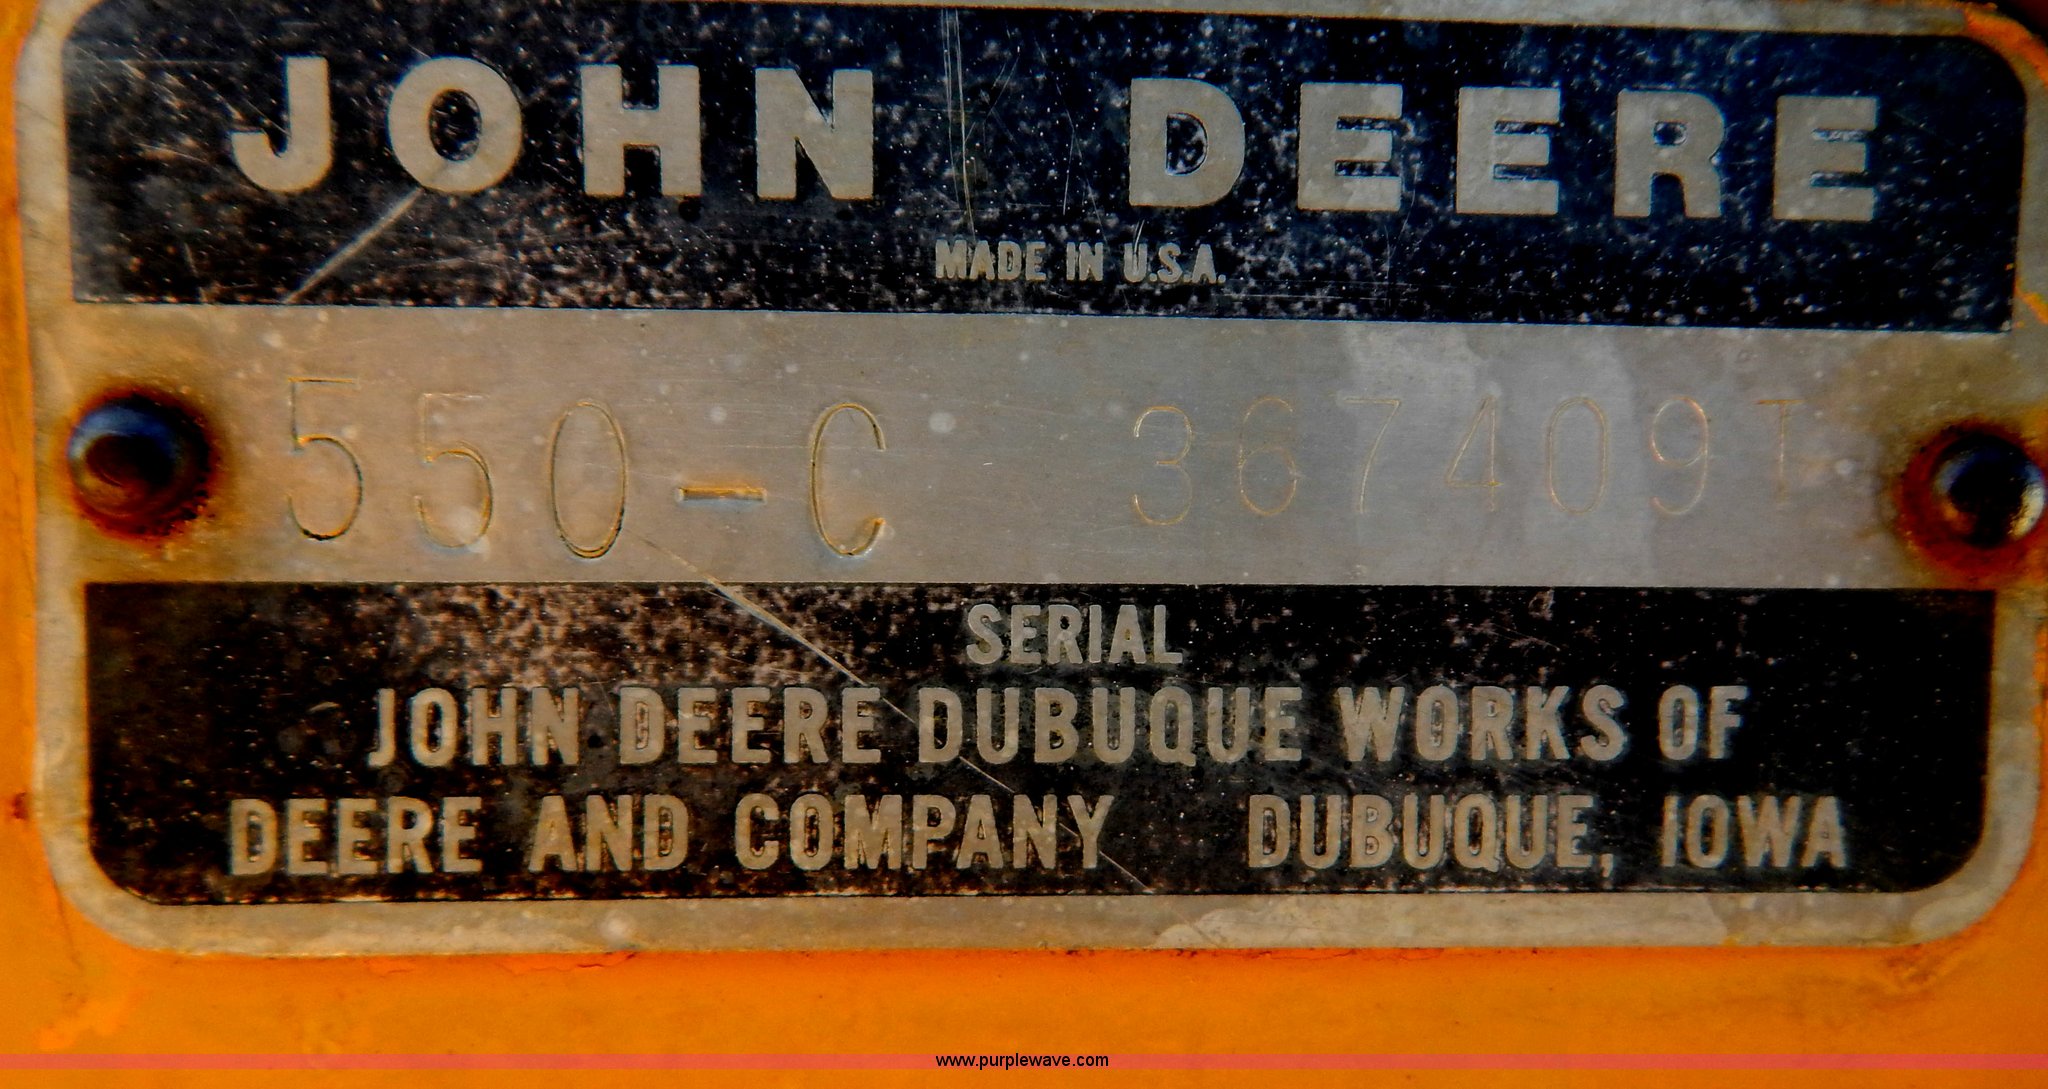 JOHN DEERE
MADE IN U.S.A.
550-C 367409T
SERIAL
JOHN DEERE DUBUQUE WORKS OF
DEERE AND COMPANY DUBUQUE, IOWA
www.purplewave.com